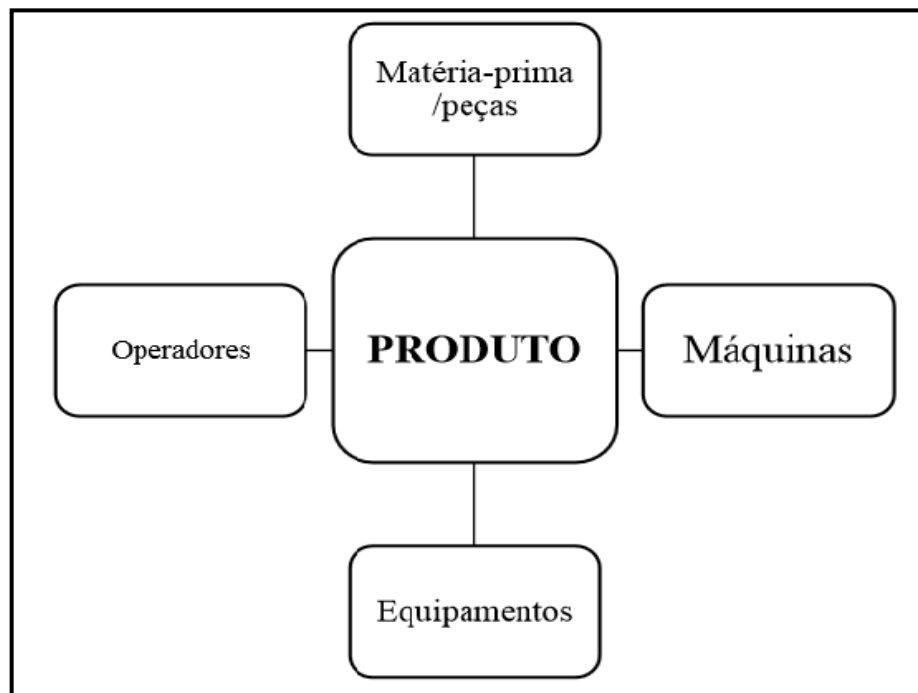 Matéria-prima
/peças
Operadores
PRODUTO
Máquinas
Equipamentos